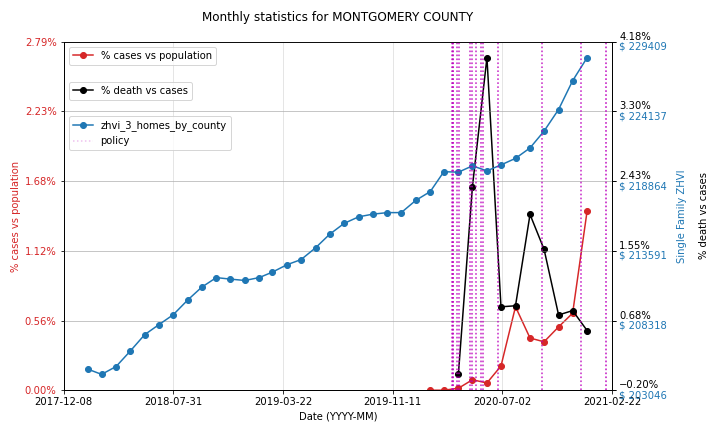 Monthly statistics for MONTGOMERY COUNTY
% cases vs population
% death vs cases
zhvi_3_homes_by_county
policy
2.79%
2.23%
1.68%
1.12%
0.56%
0.00%
% cases vs population
4.18%
$ 229409
3.30%
$ 224137
2.43%
$ 218864
1.55%
$ 213591
0.68%
$ 208318
−0.20%
$ 203046
Single Family ZHVI
% death vs cases
2017-12-08
2018-07-31
2019-03-22
2019-11-11
2020-07-02
2021-02-22
Date (YYYY-MM)